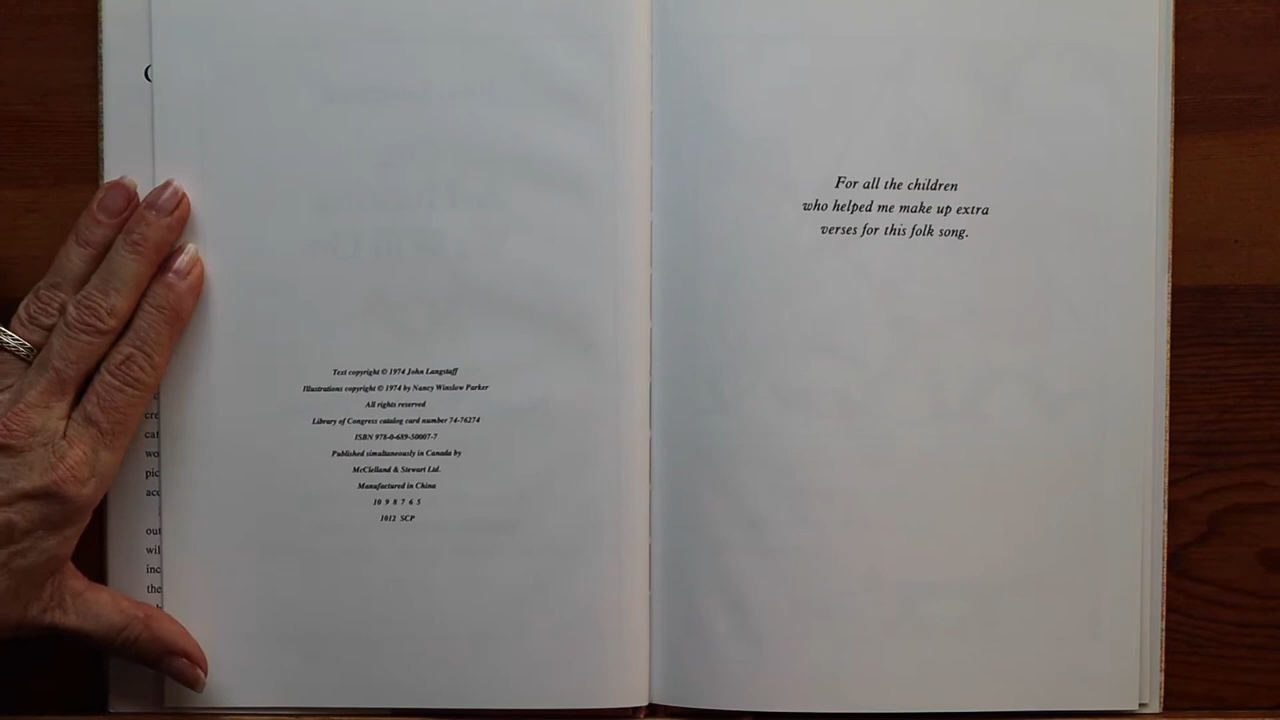 Text copyright © 1974 John Langstaff
Illustrations copyright © 1974 by Nancy Winslow Parker
All rights reserved
Library of Congress catalog card number 74-76274
ISBN 978-0-689-50007-7
Published simultaneously in Canada by
McClelland & Stewart Ltd.
Manufactured in China
10 9 8 7 6 5
1012 SCP
For all the children
who helped me make up extra
verses for this folk song.